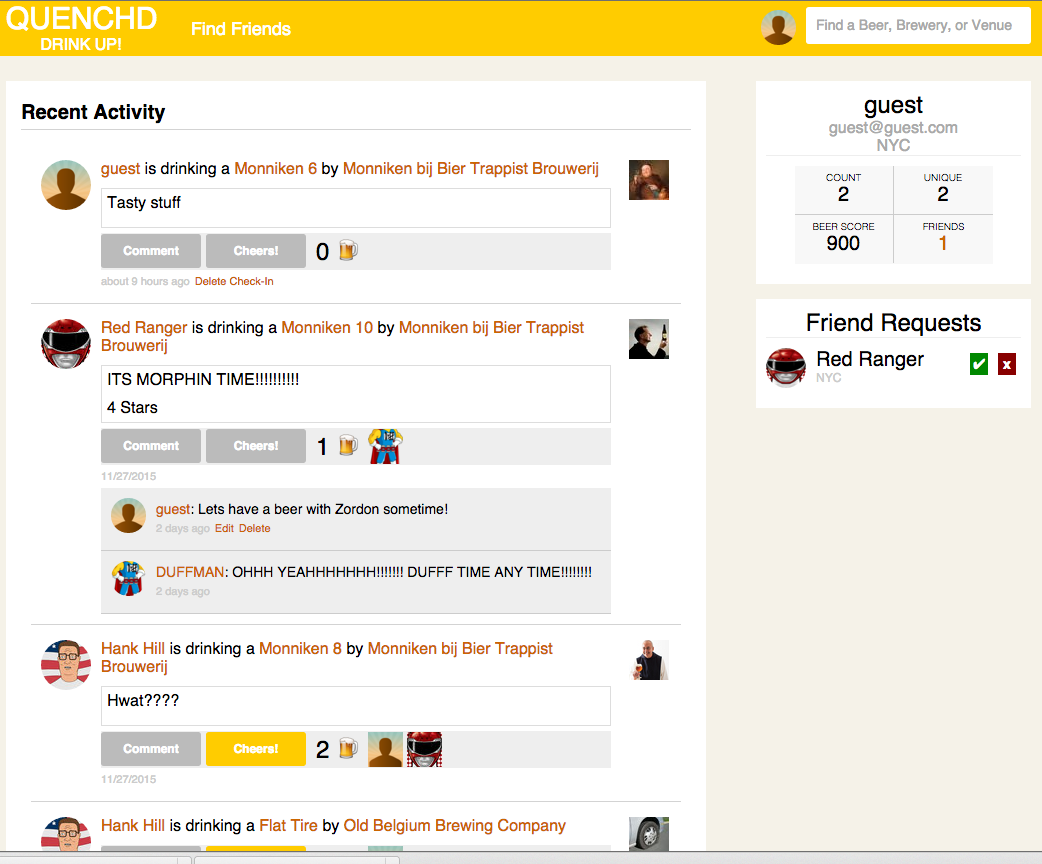 QUENCHD
DRINK UP!
Find Friends
Find a Beer, Brewery, or Venue
Recent Activity
guest is drinking a Monniken 6 by Monniken bij Bier Trappist Brouwerij
Tasty stuff
Comment Cheers! 0
about 9 hours ago Delete Check-In
Red Ranger is drinking a Monniken 10 by Monniken bij Bier Trappist
Brouwerij
ITS MORPHIN TIME!!!!!!!!!!
4 Stars
Comment Cheers! 1
11/27/2015
guest: Lets have a beer with Zordon sometime!
2 days ago Edit Delete
DUFFMAN: OHHH YEAHHHHHHH!!!!!!! DUFFF TIME ANY TIME!!!!!!!!
2 days ago
Hank Hill is drinking a Monniken 8 by Monniken bij Bier Trappist
Brouwerij
Hwat????
Comment Cheers! 2
11/27/2015
Hank Hill is drinking a Flat Tire by Old Belgium Brewing Company
guest
guest@guest.com
NYC
COUNT UNIQUE
2 2
BEER SCORE FRIENDS
900 1
Friend Requests
Red Ranger
NYC